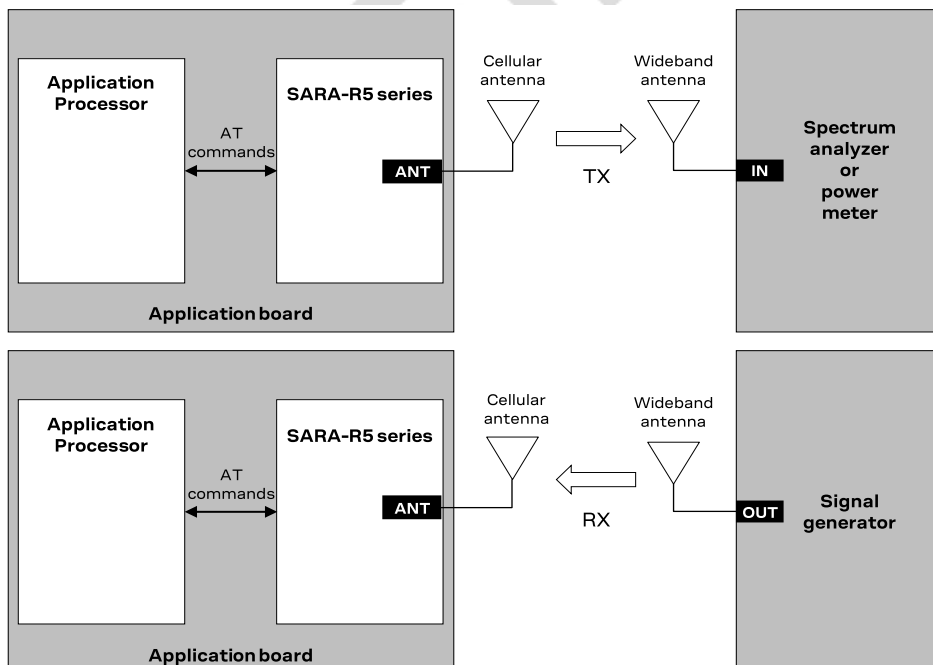 Application
Processor
AT
commands
SARA-R5 series
ANT
Application board
Cellular
antenna
TX
Wideband
antenna
IN
Spectrum
analyzer
or
power
meter
Application
Processor
AT
commands
SARA-R5 series
ANT
Application board
Cellular
antenna
RX
Wideband
antenna
OUT
Signal
generator